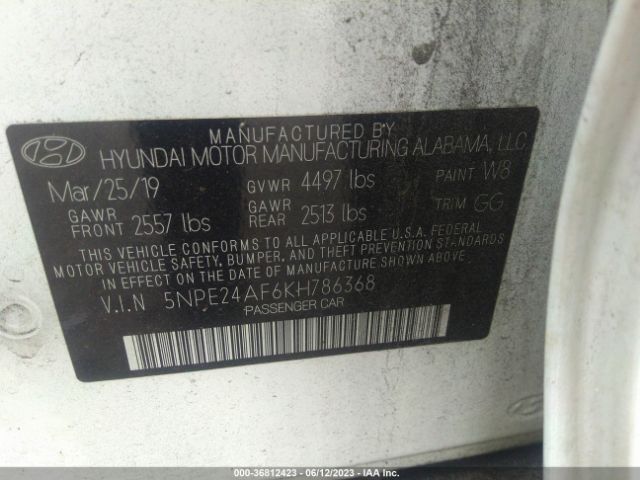 MANUFACTURED BY
HYUNDAI MOTOR MANUFACTURING ALABAMA, LLC
Mar/25/19 GVWR 4497 lbs PAINT W8
GAWR FRONT 2557 lbs GAWR REAR 2513 lbs TRIM GG
THIS VEHICLE CONFORMS TO ALL APPLICABLE U.S.A. FEDERAL
MOTOR VEHICLE SAFETY, BUMPER, AND THEFT PREVENTION STANDARDS
IN EFFECT ON THE DATE OF MANUFACTURE SHOWN ABOVE.
V.I.N 5NPE24AF6KH786368
PASSENGER CAR
000-36812423 - 06/12/2023 - IAA Inc.